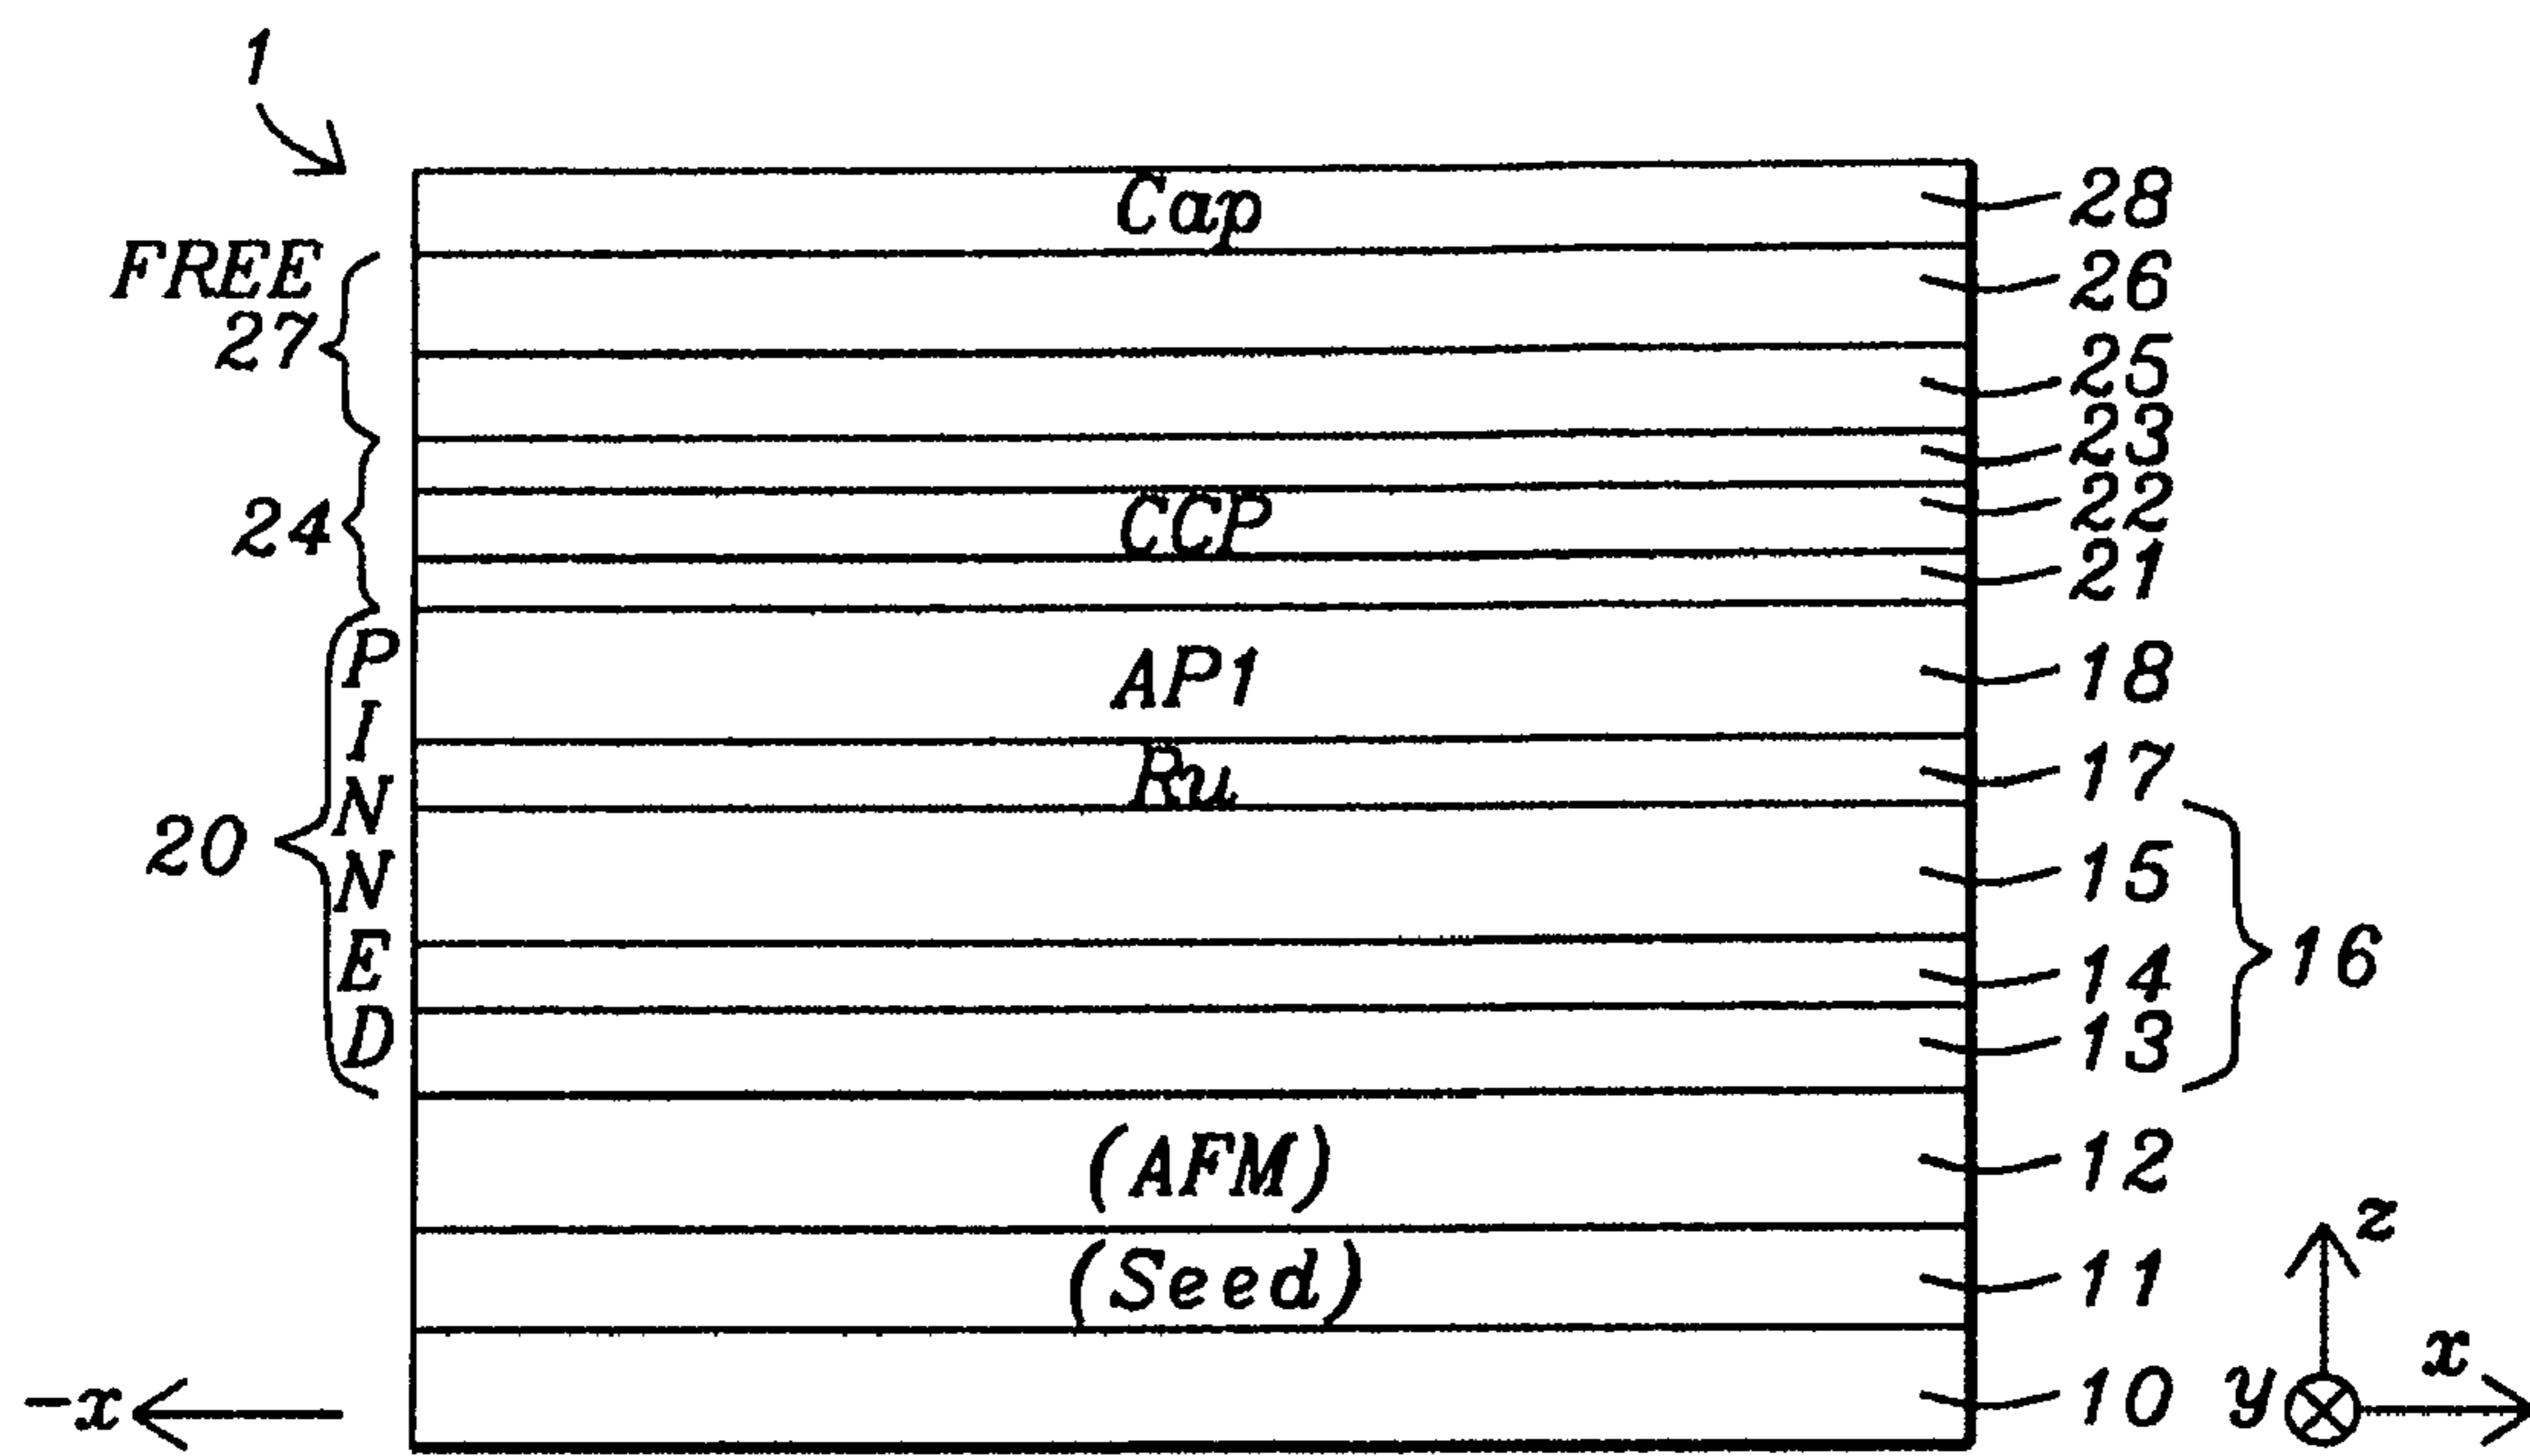 1
Cap 28
FREE 26
27 25
23
24 CCP 22
21
PINNED AP1 18
Ru 17
20 15
16
14
13
(AFM) 12
z
(Seed) 11
x
-x 10 y